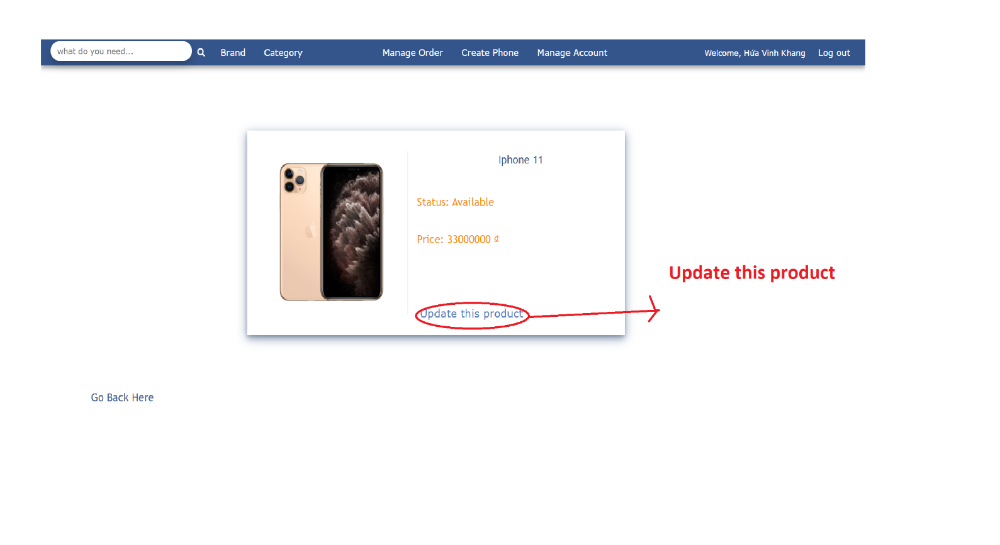 what do you need...
Brand
Category
Manage Order
Create Phone
Manage Account
Welcome, Hứa Vĩnh Khang
Log out
Iphone 11
Status: Available
Price: 33000000 ₫
Update this product
Update this product
Go Back Here